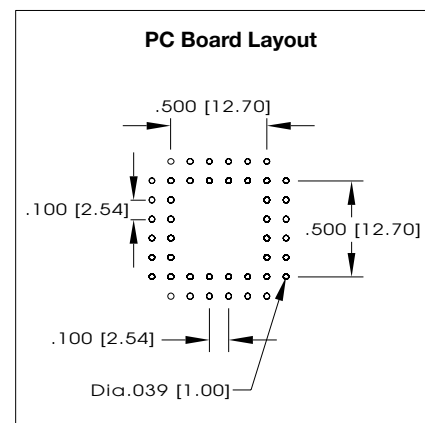 PC Board Layout
.500 [12.70]
.100 [2.54]
.500 [12.70]
.100 [2.54]
Dia.039 [1.00]